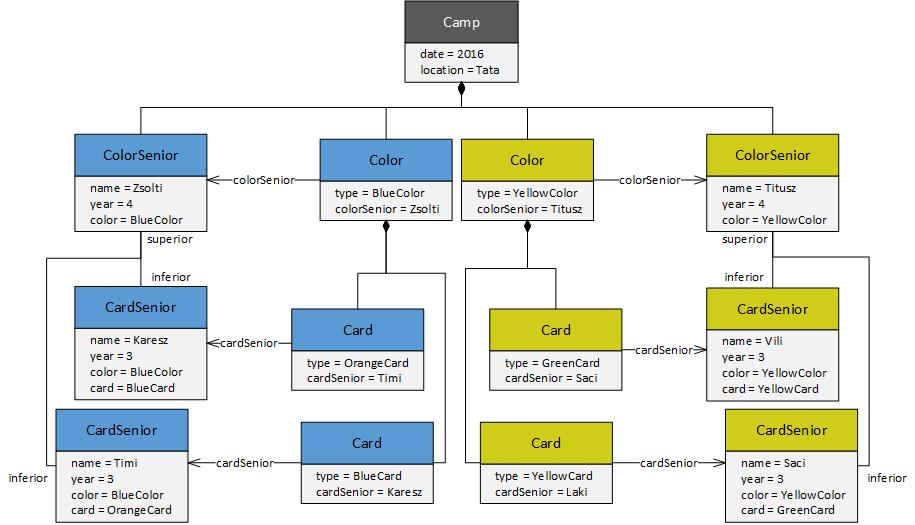 Camp
date = 2016
location = Tata
ColorSenior
name = Zsolti
year = 4
color = BlueColor
colorSenior
Color
type = BlueColor
colorSenior = Zsolti
Color
type = YellowColor
colorSenior = Titusz
colorSenior
ColorSenior
name = Titusz
year = 4
color = YellowColor
superior
inferior
superior
inferior
CardSenior
name = Karesz
year = 3
color = BlueColor
card = BlueCard
cardSenior
Card
type = OrangeCard
cardSenior = Timi
Card
type = GreenCard
cardSenior = Saci
cardSenior
CardSenior
name = Vili
year = 3
color = YellowColor
card = YellowCard
CardSenior
name = Timi
year = 3
color = BlueColor
card = OrangeCard
inferior
cardSenior
Card
type = BlueCard
cardSenior = Karesz
Card
type = YellowCard
cardSenior = Laki
cardSenior
CardSenior
name = Saci
year = 3
color = YellowColor
card = GreenCard
inferior